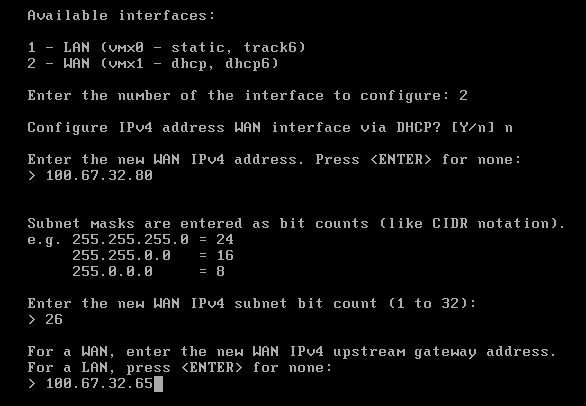 Available interfaces:
1 - LAN (vmx0 - static, track6)
2 - WAN (vmx1 - dhcp, dhcp6)
Enter the number of the interface to configure: 2
Configure IPv4 address WAN interface via DHCP? [Y/n] n
Enter the new WAN IPv4 address. Press <ENTER> for none:
> 100.67.32.80
Subnet masks are entered as bit counts (like CIDR notation).
e.g. 255.255.255.0 = 24
255.255.0.0 = 16
255.0.0.0 = 8
Enter the new WAN IPv4 subnet bit count (1 to 32):
> 26
For a WAN, enter the new WAN IPv4 upstream gateway address.
For a LAN, press <ENTER> for none:
> 100.67.32.65